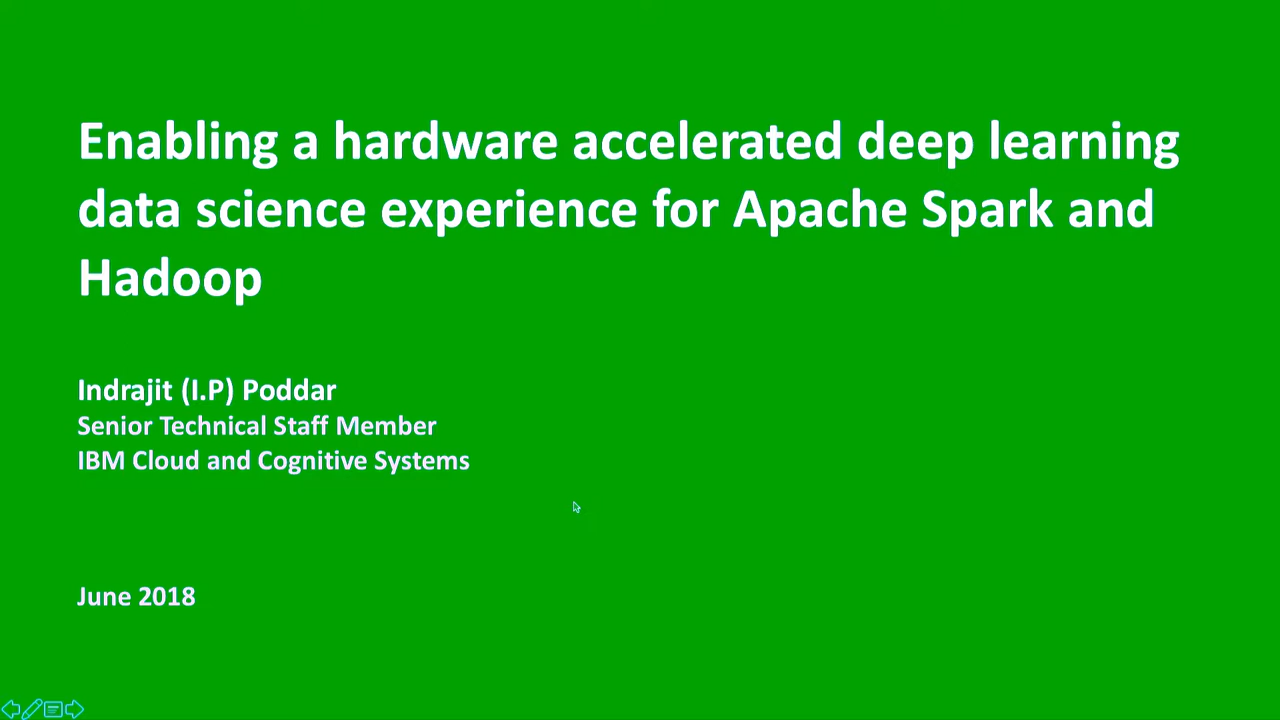 Enabling a hardware accelerated deep learning
data science experience for Apache Spark and
Hadoop
Indrajit (I.P) Poddar
Senior Technical Staff Member
IBM Cloud and Cognitive Systems
June 2018